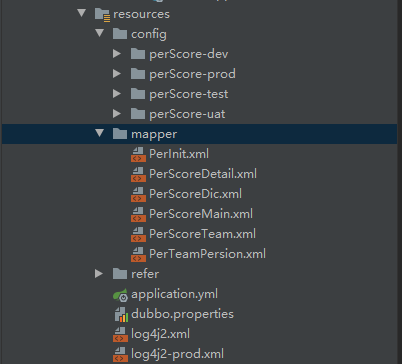 resources
config
perScore-dev
perScore-prod
perScore-test
perScore-uat
mapper
PerInit.xml
PerScoreDetail.xml
PerScoreDic.xml
PerScoreMain.xml
PerScoreTeam.xml
PerTeamPersion.xml
refer
application.yml
dubbo.properties
log4j2.xml
log4j2-prod.xml